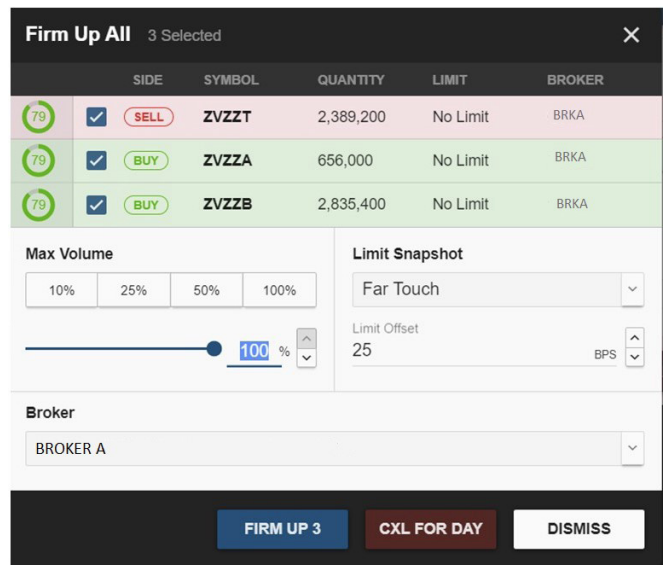 Firm Up All 3 Selected
SIDE SYMBOL QUANTITY LIMIT BROKER
79 SELL ZVZZT 2,389,200 No Limit BRKA
79 BUY ZVZZA 656,000 No Limit BRKA
79 BUY ZVZZB 2,835,400 No Limit BRKA
Max Volume
10% 25% 50% 100%
100 %
Limit Snapshot
Far Touch
Limit Offset
25 BPS
Broker
BROKER A
FIRM UP 3 CXL FOR DAY DISMISS